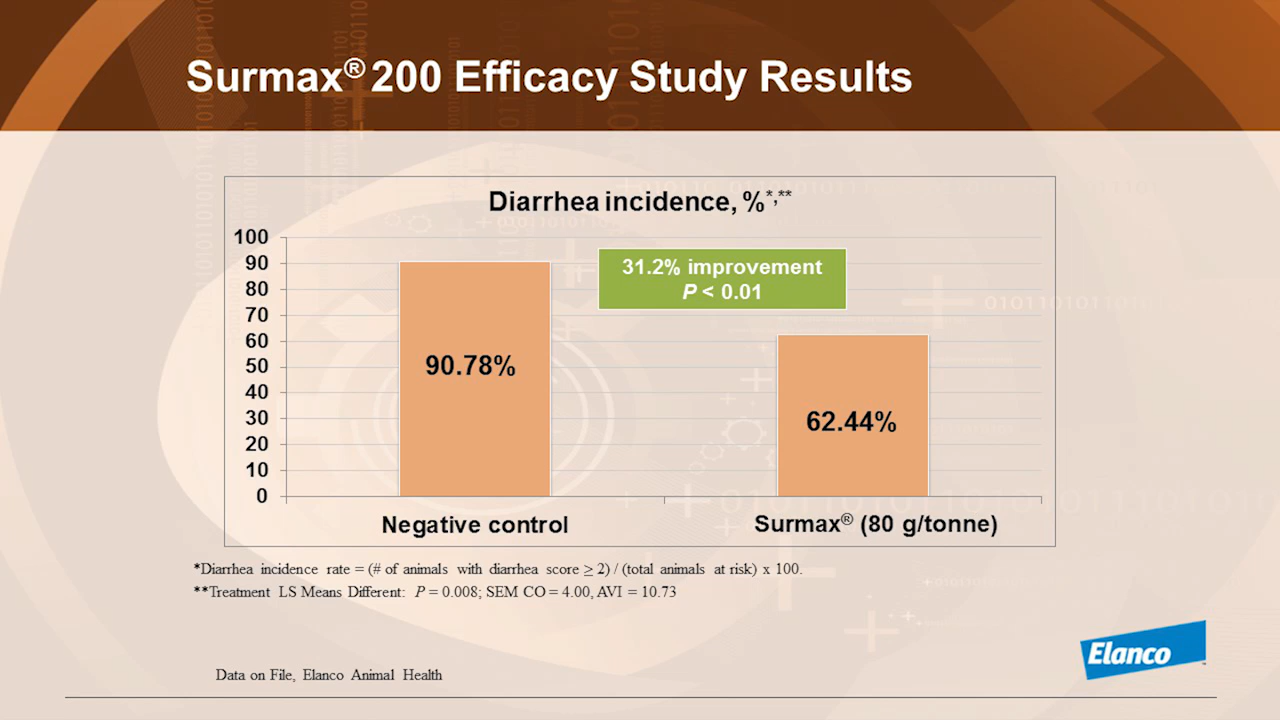 Surmax® 200 Efficacy Study Results
Diarrhea incidence, %*,**
100
90
80
70
60
50
40
30
20
10
0
31.2% improvement
P < 0.01
90.78%
62.44%
Negative control
Surmax® (80 g/tonne)
*Diarrhea incidence rate = (# of animals with diarrhea score ≥ 2) / (total animals at risk) x 100.
**Treatment LS Means Different: P = 0.008; SEM CO = 4.00, AVI = 10.73
Elanco
Data on File, Elanco Animal Health